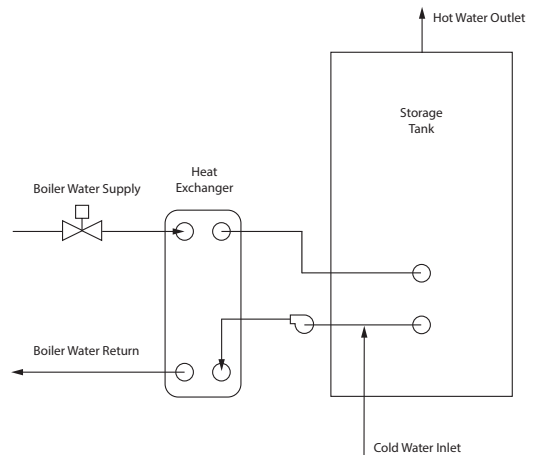 Hot Water Outlet
Storage
Tank
Heat
Exchanger
Boiler Water Supply
Boiler Water Return
Cold Water Inlet